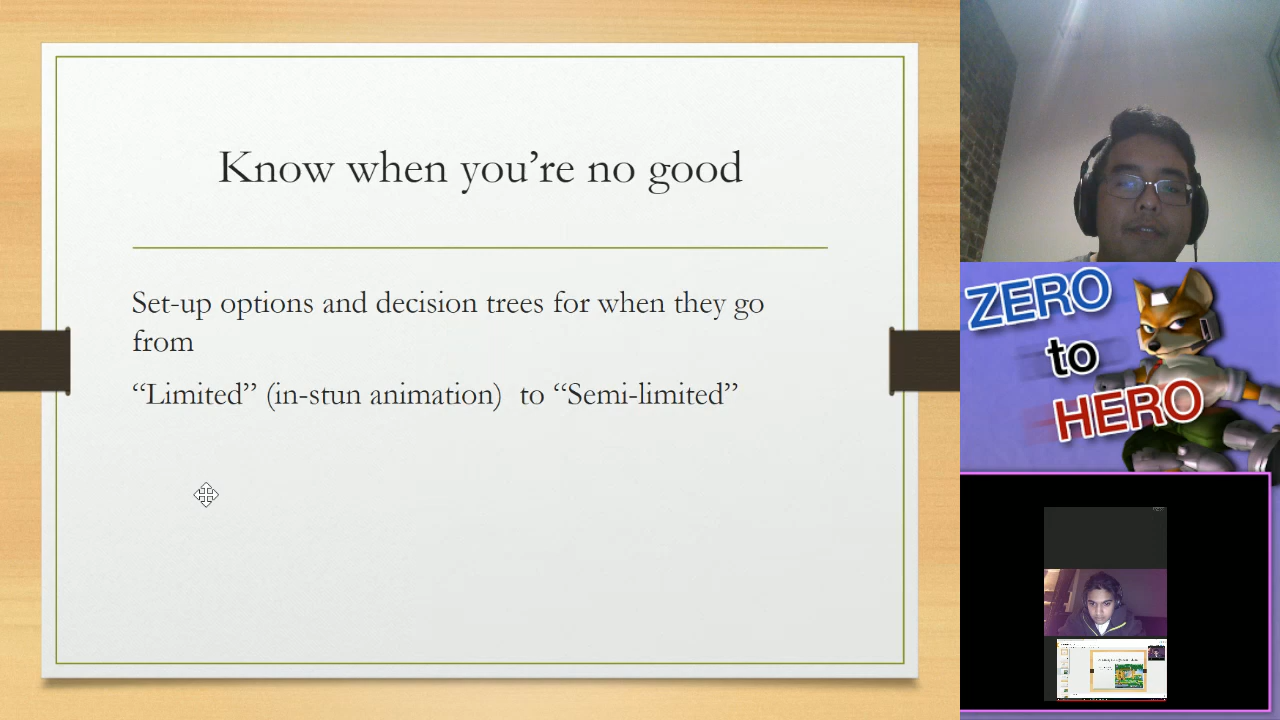 Know when you’re no good
Set-up options and decision trees for when they go
from
“Limited” (in-stun animation)  to “Semi-limited”
ZERO
to
HERO